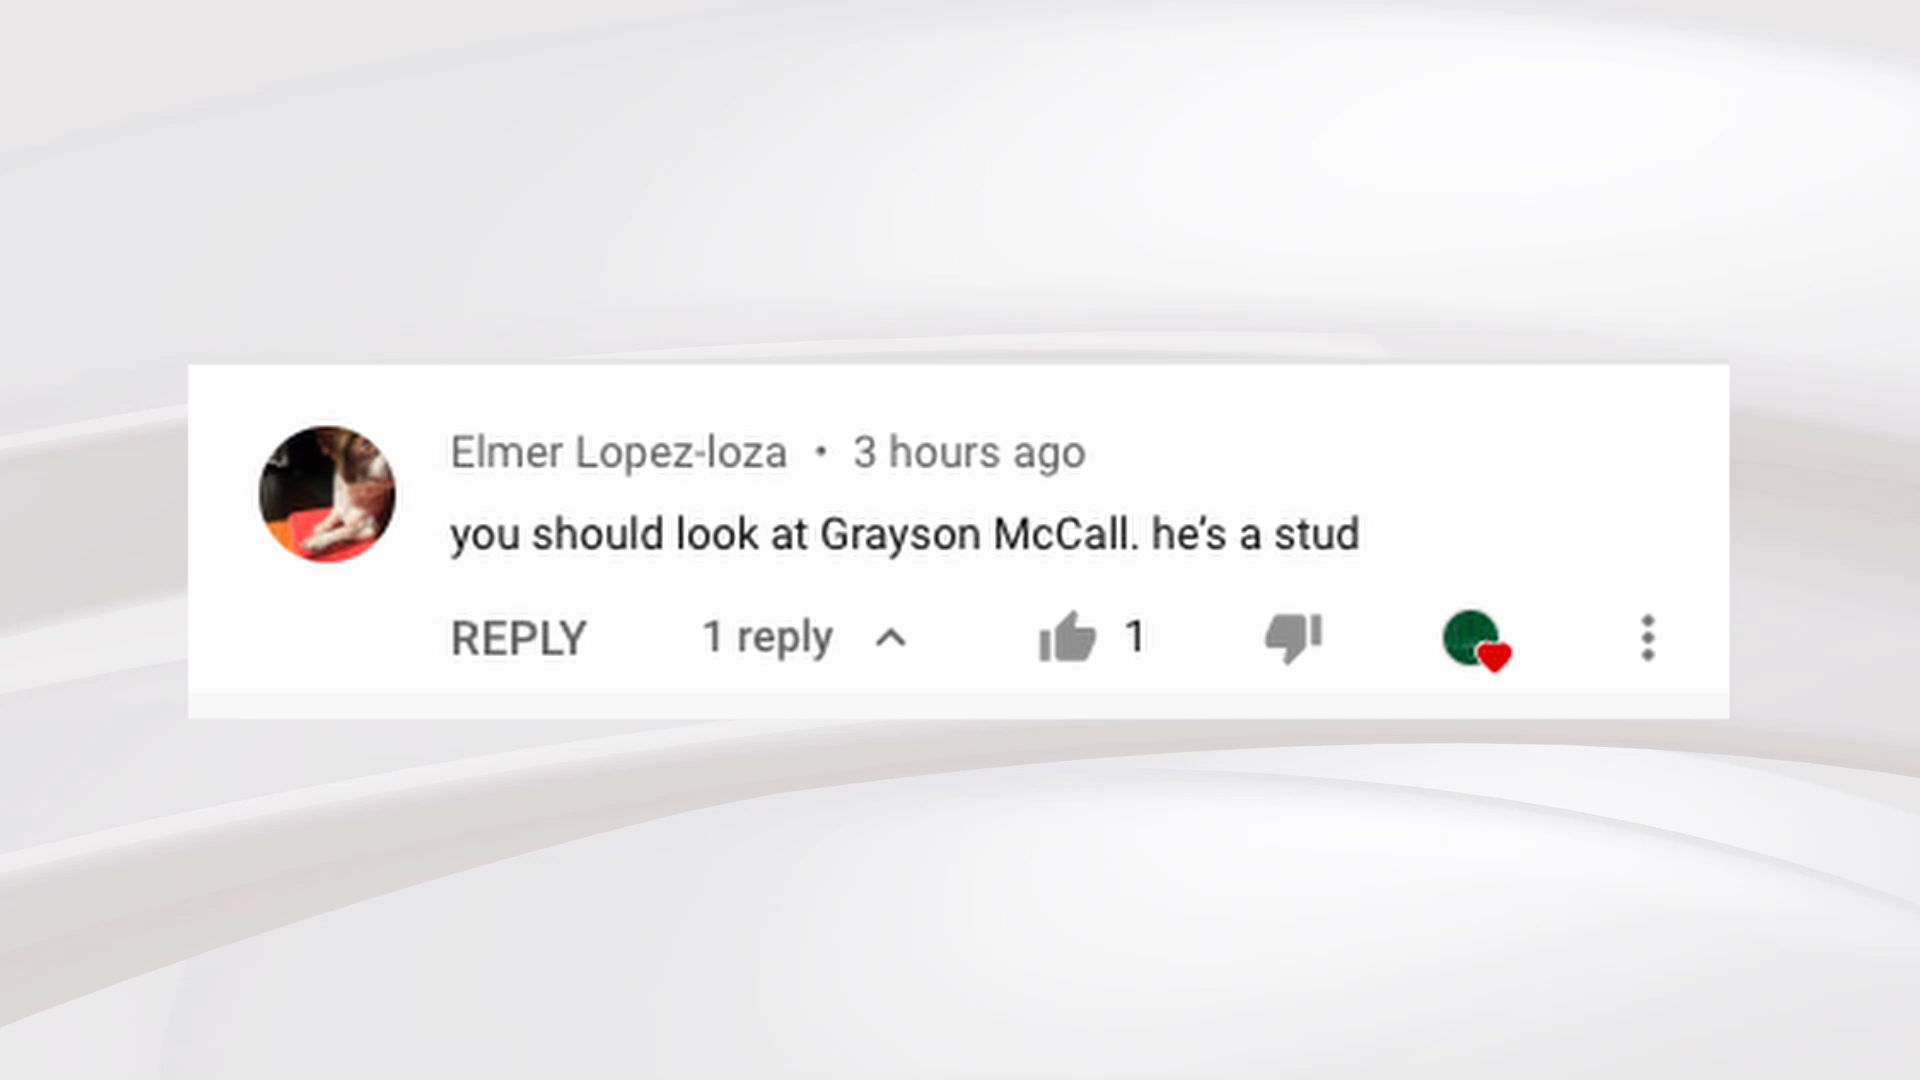 Elmer Lopez-loza • 3 hours ago
you should look at Grayson McCall. he's a stud
REPLY 1 reply 1